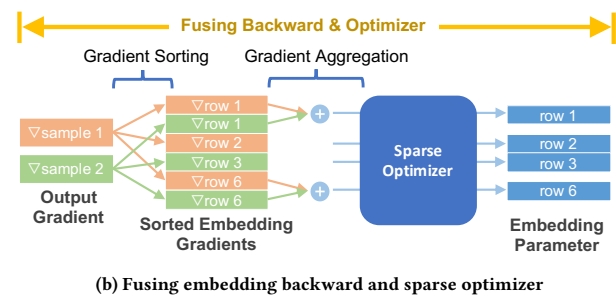 Fusing Backward & Optimizer
Gradient Sorting
Gradient Aggregation
∇sample 1
∇sample 2
Output
Gradient
∇row 1
∇row 1
∇row 2
∇row 3
∇row 6
∇row 6
Sorted Embedding
Gradients
+
+
Sparse
Optimizer
row 1
row 2
row 3
row 6
Embedding
Parameter
(b) Fusing embedding backward and sparse optimizer